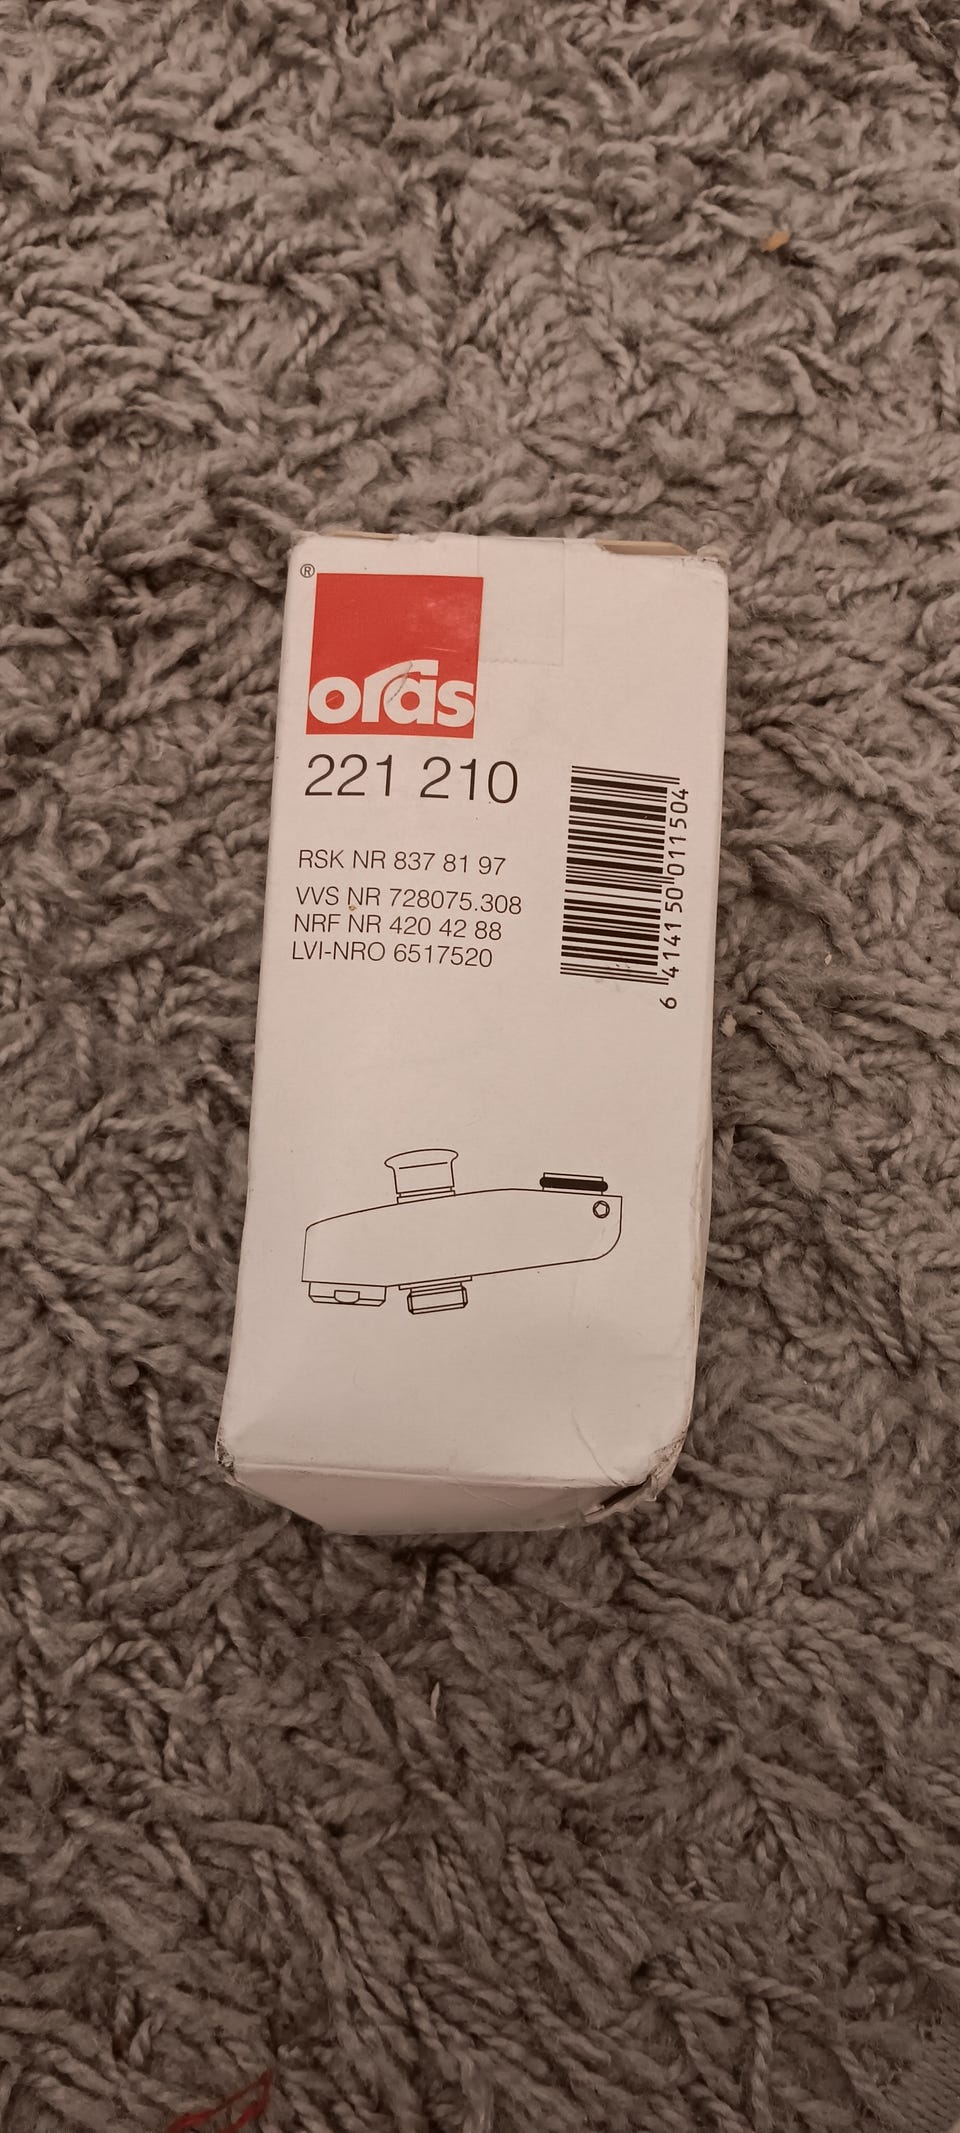 ®
oras
221 210
RSK NR 837 81 97
VVS NR 728075.308
NRF NR 420 42 88
LVI-NRO 6517520
6 414150 011504